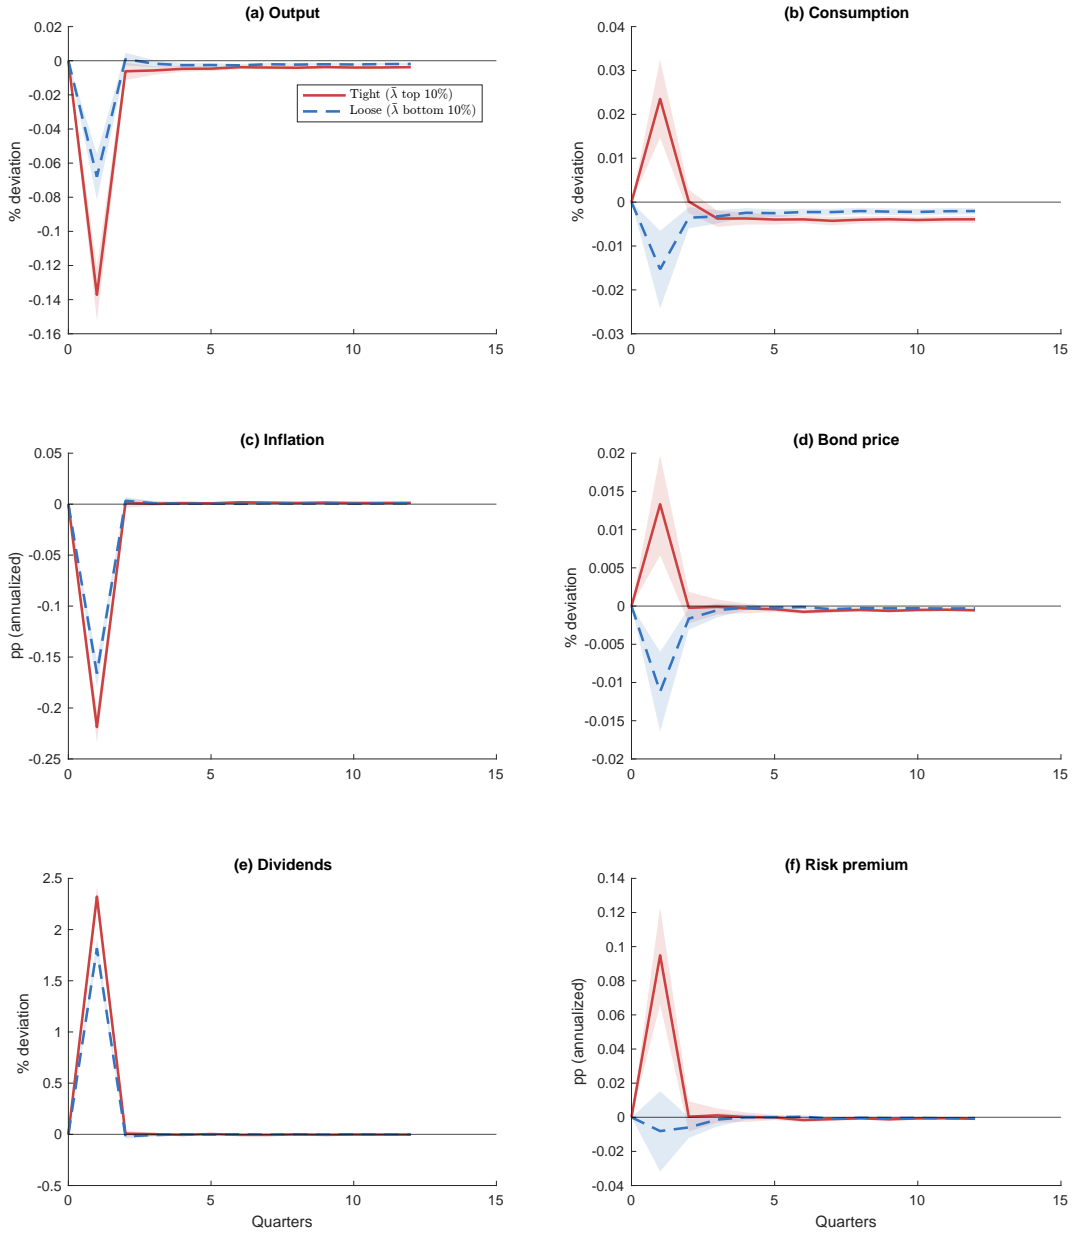 (a) Output
0.02
0
-0.02
-0.04
-0.06
-0.08
-0.1
-0.12
-0.14
-0.16
% deviation
0 5 10 15
Tight (λ̄ top 10%)
Loose (λ̄ bottom 10%)
(b) Consumption
0.04
0.03
0.02
0.01
0
-0.01
-0.02
-0.03
% deviation
0 5 10 15
(c) Inflation
0.05
0
-0.05
-0.1
-0.15
-0.2
-0.25
pp (annualized)
0 5 10 15
(d) Bond price
0.02
0.015
0.01
0.005
0
-0.005
-0.01
-0.015
-0.02
% deviation
0 5 10 15
(e) Dividends
2.5
2
1.5
1
0.5
0
-0.5
% deviation
0 5 10 15
Quarters
(f) Risk premium
0.14
0.12
0.1
0.08
0.06
0.04
0.02
0
-0.02
-0.04
pp (annualized)
0 5 10 15
Quarters